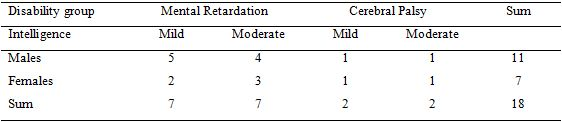 Disability group Mental Retardation Cerebral Palsy Sum
Intelligence Mild Moderate Mild Moderate
Males 5 4 1 1 11
Females 2 3 1 1 7
Sum 7 7 2 2 18